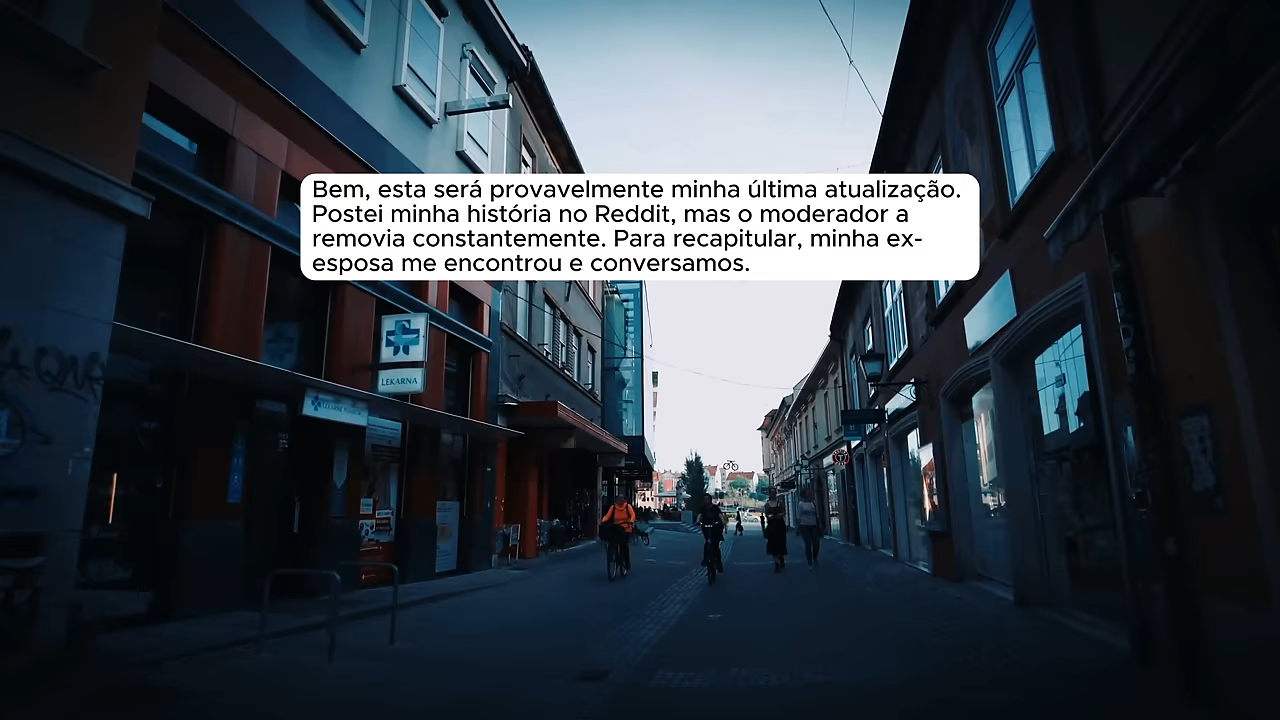 Bem, esta será provavelmente minha última atualização.
Postei minha história no Reddit, mas o moderador a
removia constantemente. Para recapitular, minha ex-
esposa me encontrou e conversamos.
LEKARNA